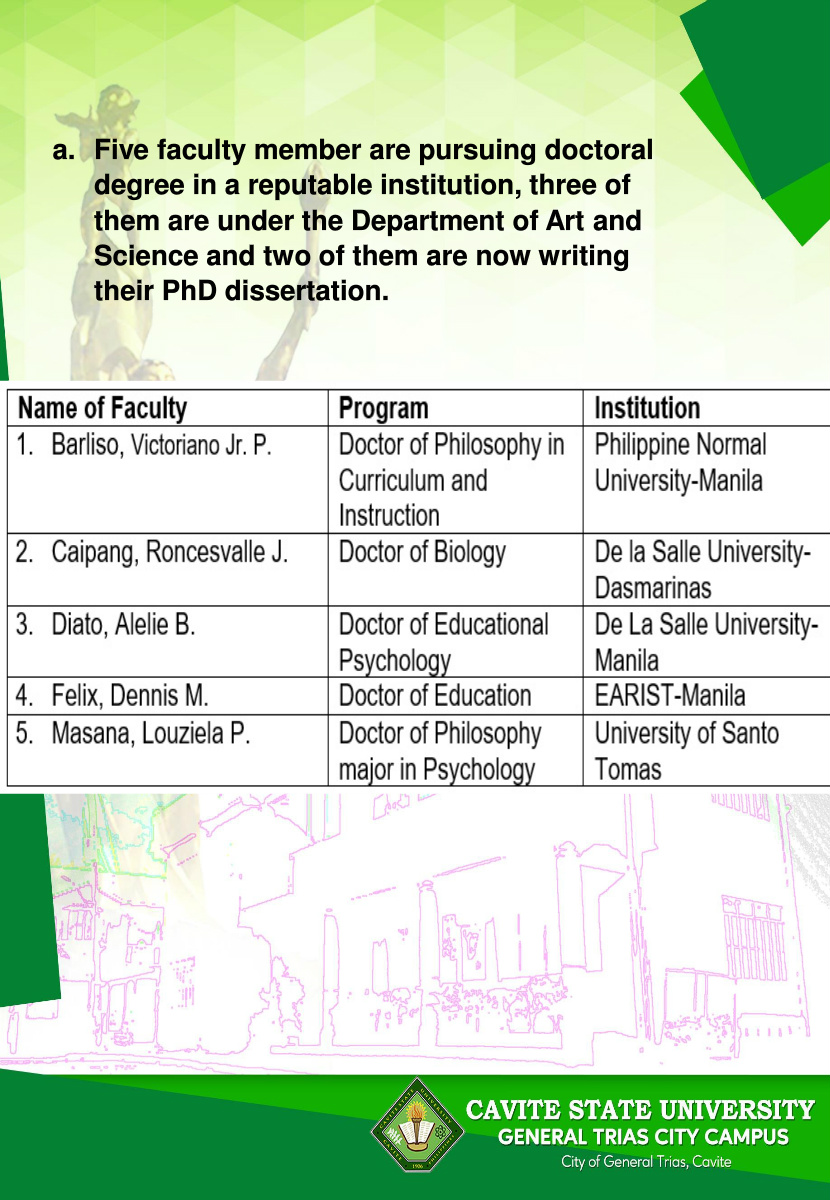 a. Five faculty member are pursuing doctoral
degree in a reputable institution, three of
them are under the Department of Art and
Science and two of them are now writing
their PhD dissertation.
Name of Faculty Program Institution
1. Barliso, Victoriano Jr. P. Doctor of Philosophy in Philippine Normal
Curriculum and University-Manila
Instruction
2. Caipang, Roncesvalle J. Doctor of Biology De la Salle University-
Dasmarinas
3. Diato, Alelie B. Doctor of Educational De La Salle University-
Psychology Manila
4. Felix, Dennis M. Doctor of Education EARIST-Manila
5. Masana, Louziela P. Doctor of Philosophy University of Santo
major in Psychology Tomas
CAVITE STATE UNIVERSITY
GENERAL TRIAS CITY CAMPUS
City of General Trias, Cavite
1906